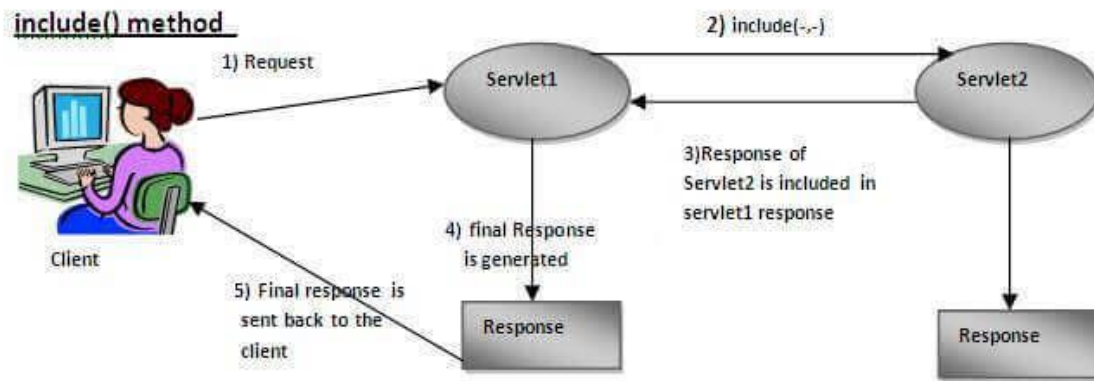 include() method
1) Request
2) include(-,-)
Servlet1
Servlet2
3)Response of
Servlet2 is included in
servlet1 response
4) final Response
is generated
Client
5) Final response is
sent back to the
client
Response
Response